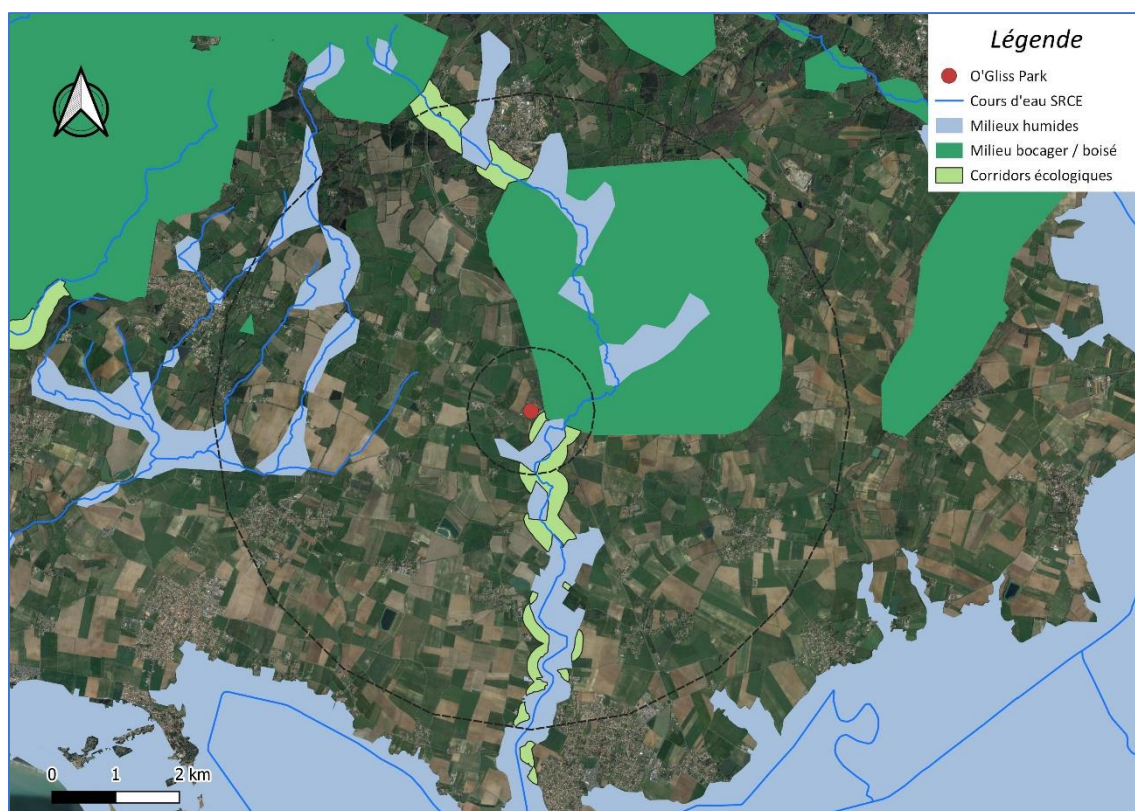 Légende
O'Gliss Park
Cours d'eau SRCE
Milieux humides
Milieu bocager / boisé
Corridors écologiques
0 1 2 km